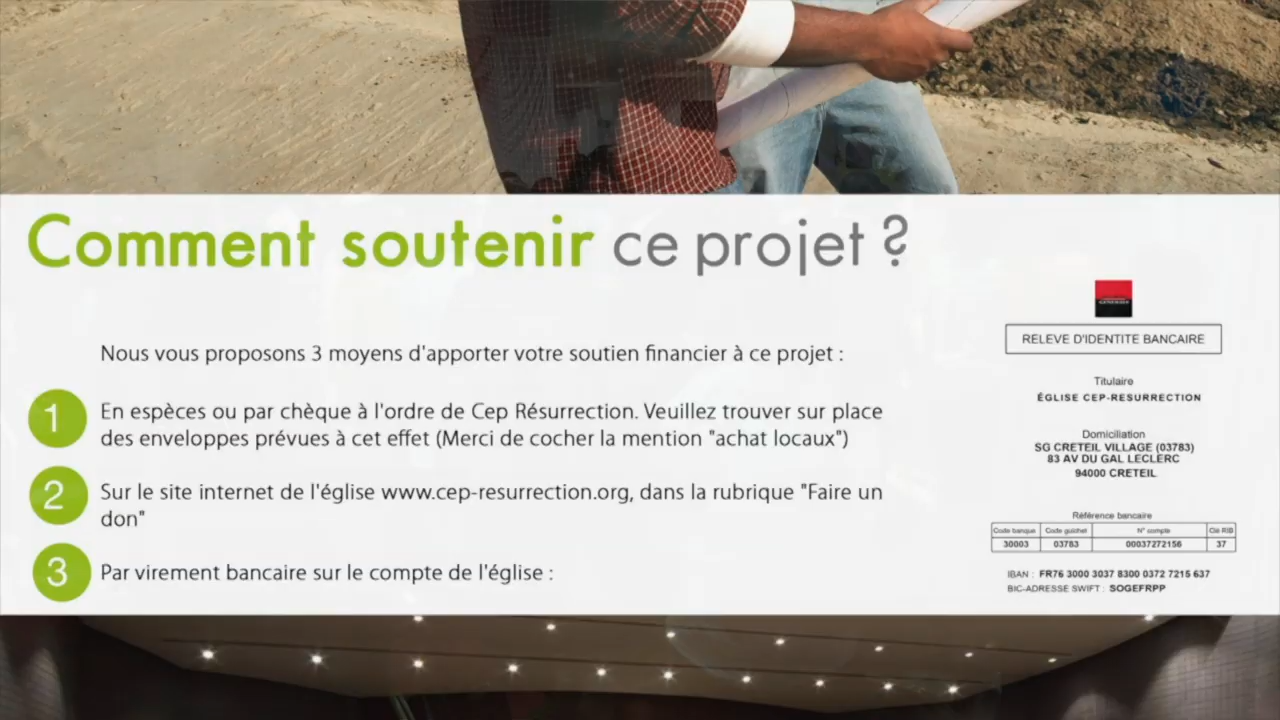 Comment soutenir ce projet ?
Nous vous proposons 3 moyens d'apporter votre soutien financier à ce projet :
1
En espèces ou par chèque à l'ordre de Cep Résurrection. Veuillez trouver sur place
des enveloppes prévues à cet effet (Merci de cocher la mention "achat locaux")
2
Sur le site internet de l'église www.cep-resurrection.org, dans la rubrique "Faire un
don"
3
Par virement bancaire sur le compte de l'église :
RELEVE D'IDENTITE BANCAIRE
Titulaire
ÉGLISE CEP-RESURRECTION
Domiciliation
SG CRETEIL VILLAGE (03783)
83 AV DU GAL LECLERC
94000 CRETEIL
Référence bancaire
Code banque Code guichet N° compte Clé RIB
30003 03783 00037272156 37
IBAN : FR76 3000 3037 8300 0372 7215 637
BIC-ADRESSE SWIFT : SOGEFRPP